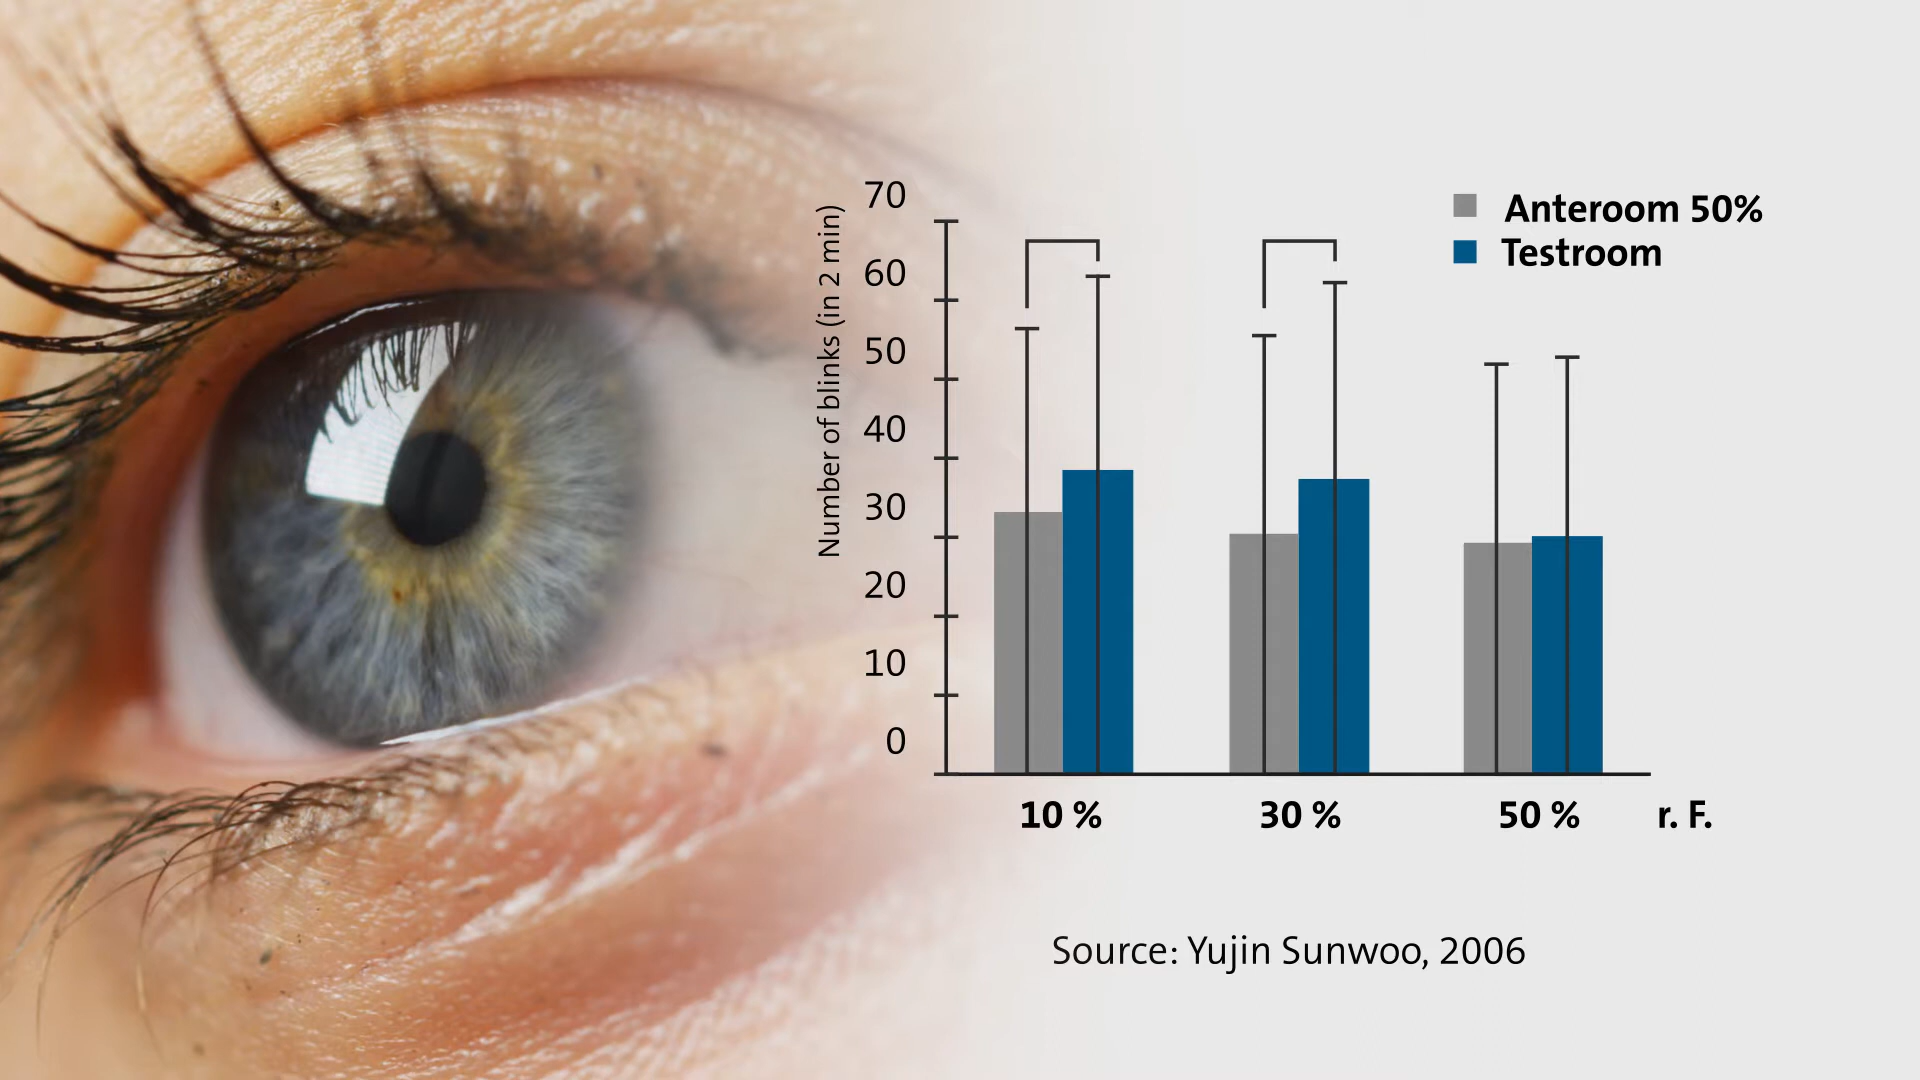 Anteroom 50%
Testroom
Number of blinks (in 2 min)
70
60
50
40
30
20
10
0
10 % 30 % 50 % r. F.
Source: Yujin Sunwoo, 2006